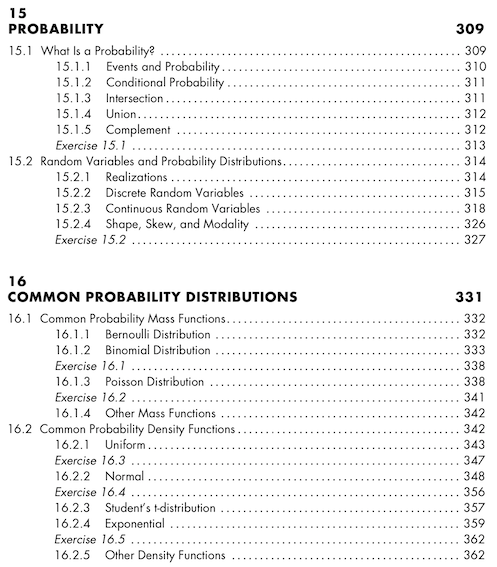 15
PROBABILITY 309
15.1 What Is a Probability? 309
15.1.1 Events and Probability 310
15.1.2 Conditional Probability 311
15.1.3 Intersection 311
15.1.4 Union 312
15.1.5 Complement 312
Exercise 15.1 313
15.2 Random Variables and Probability Distributions 314
15.2.1 Realizations 314
15.2.2 Discrete Random Variables 315
15.2.3 Continuous Random Variables 318
15.2.4 Shape, Skew, and Modality 326
Exercise 15.2 327
16
COMMON PROBABILITY DISTRIBUTIONS 331
16.1 Common Probability Mass Functions 332
16.1.1 Bernoulli Distribution 332
16.1.2 Binomial Distribution 333
Exercise 16.1 338
16.1.3 Poisson Distribution 338
Exercise 16.2 341
16.1.4 Other Mass Functions 342
16.2 Common Probability Density Functions 342
16.2.1 Uniform 343
Exercise 16.3 347
16.2.2 Normal 348
Exercise 16.4 356
16.2.3 Student's t-distribution 357
16.2.4 Exponential 359
Exercise 16.5 362
16.2.5 Other Density Functions 362